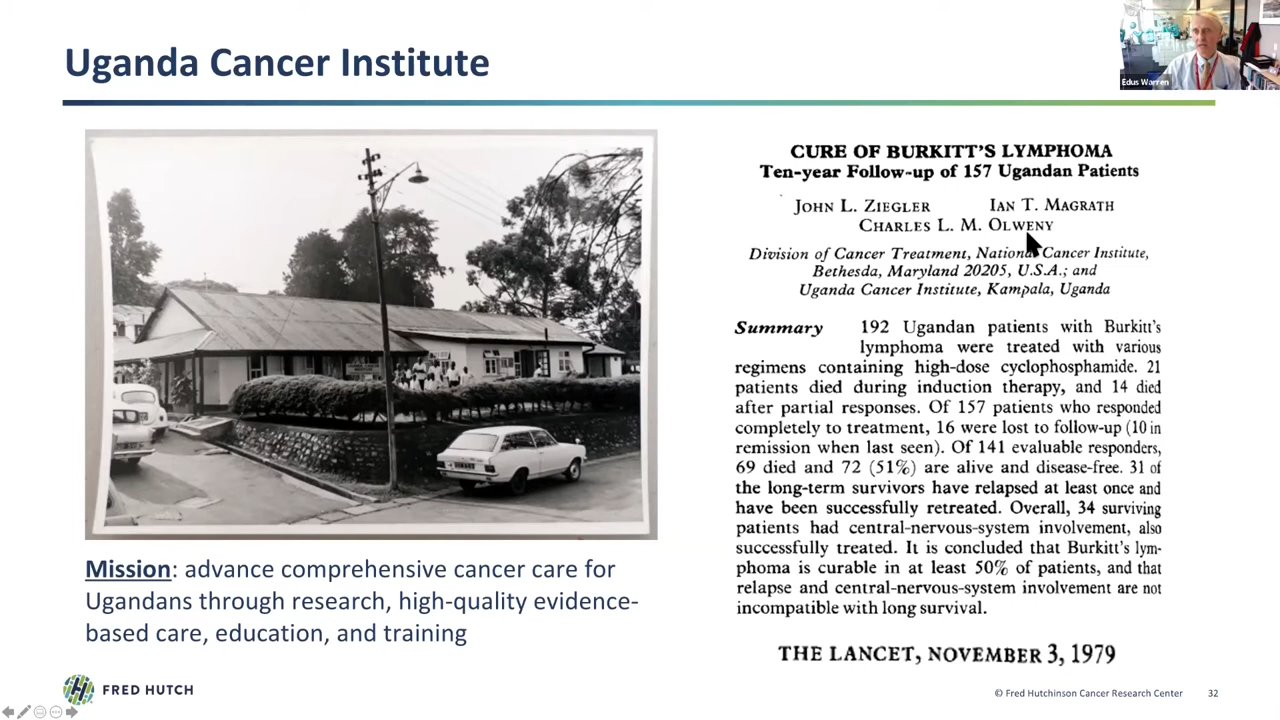 Uganda Cancer Institute
Edus Warren
CURE OF BURKITT'S LYMPHOMA
Ten-year Follow-up of 157 Ugandan Patients
JOHN L. ZIEGLER IAN T. MAGRATH
CHARLES L. M. OLWENY
Division of Cancer Treatment, National Cancer Institute,
Bethesda, Maryland 20205, U.S.A.; and
Uganda Cancer Institute, Kampala, Uganda
Summary 192 Ugandan patients with Burkitt's
lymphoma were treated with various
regimens containing high-dose cyclophosphamide. 21
patients died during induction therapy, and 14 died
after partial responses. Of 157 patients who responded
completely to treatment, 16 were lost to follow-up (10 in
remission when last seen). Of 141 evaluable responders,
69 died and 72 (51%) are alive and disease-free. 31 of
the long-term survivors have relapsed at least once and
have been successfully retreated. Overall, 34 surviving
patients had central-nervous-system involvement, also
successfully treated. It is concluded that Burkitt's lym-
phoma is curable in at least 50% of patients, and that
relapse and central-nervous-system involvement are not
incompatible with long survival.
THE LANCET, NOVEMBER 3, 1979
Mission: advance comprehensive cancer care for
Ugandans through research, high-quality evidence-
based care, education, and training
FRED HUTCH
© Fred Hutchinson Cancer Research Center 32